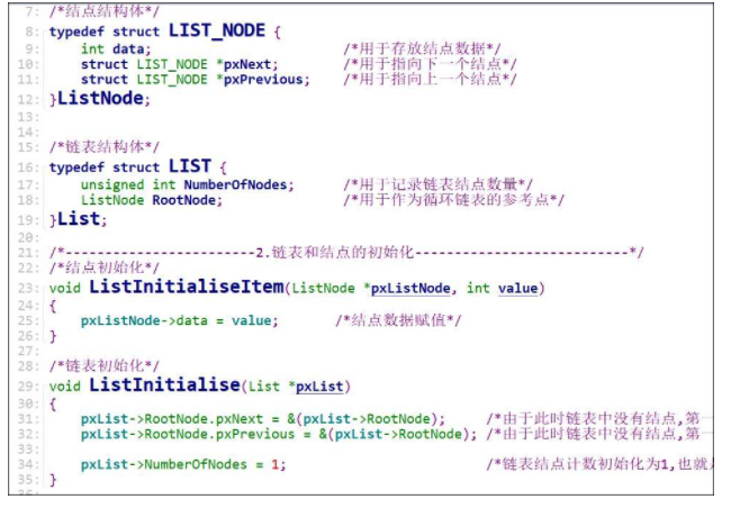 7: /*结点结构体*/
8: typedef struct LIST_NODE {
9: int data; /*用于存放结点数据*/
10: struct LIST_NODE *pxNext; /*用于指向下一个结点*/
11: struct LIST_NODE *pxPrevious; /*用于指向上一个结点*/
12: }ListNode;
13:
14:
15: /*链表结构体*/
16: typedef struct LIST {
17: unsigned int NumberOfNodes; /*用于记录链表结点数量*/
18: ListNode RootNode; /*用于作为循环链表的参考点*/
19: }List;
20:
21: /*------------------------2.链表和结点的初始化---------------------------*/
22: /*结点初始化*/
23: void ListInitialiseItem(ListNode *pxListNode, int value)
24: {
25: pxListNode->data = value; /*结点数据赋值*/
26: }
27:
28: /*链表初始化*/
29: void ListInitialise(List *pxList)
30: {
31: pxList->RootNode.pxNext = &(pxList->RootNode); /*由于此时链表中没有结点,第一
32: pxList->RootNode.pxPrevious = &(pxList->RootNode); /*由于此时链表中没有结点,第一
33:
34: pxList->NumberOfNodes = 1; /*链表结点计数初始化为1,也就
35: }